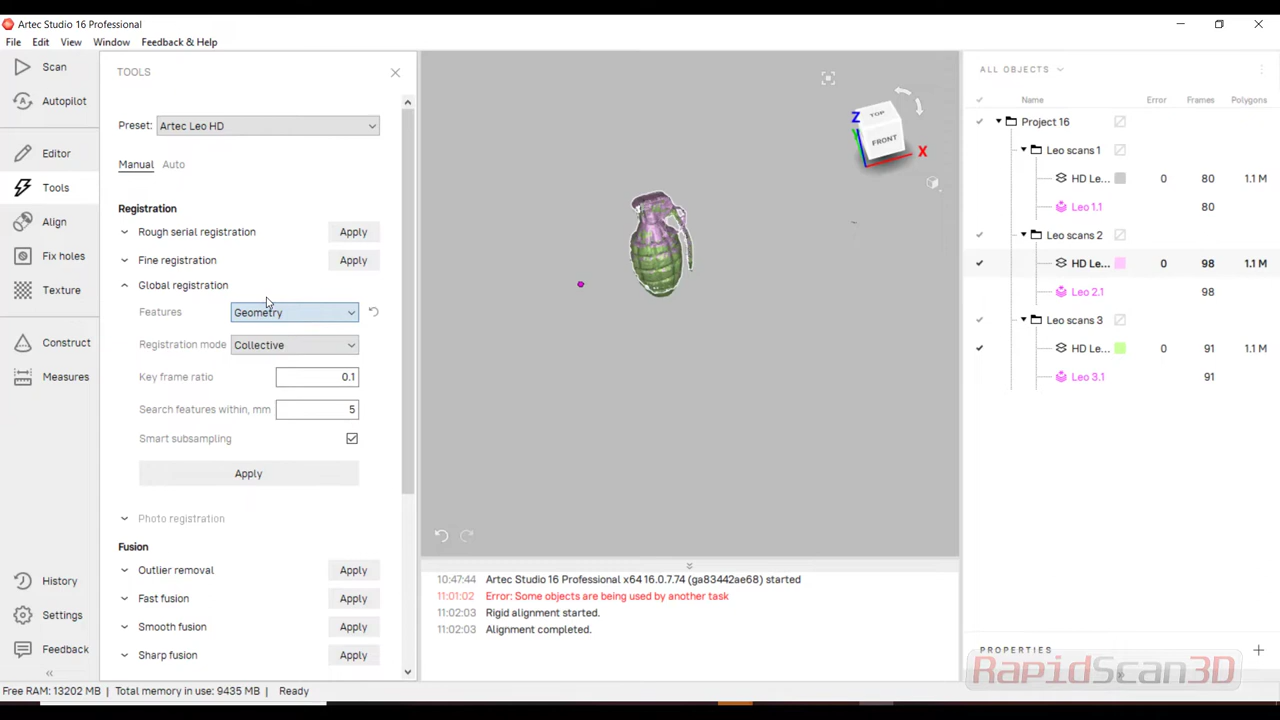 Artec Studio 16 Professional
File Edit View Window Feedback & Help
Scan
Autopilot
Editor
Tools
Align
Fix holes
Texture
Construct
Measures
History
Settings
Feedback
TOOLS
Preset: Artec Leo HD
Manual Auto
Registration
Rough serial registration Apply
Fine registration Apply
Global registration
Features Geometry
Registration mode Collective
Key frame ratio 0.1
Search features within, mm 5
Smart subsampling
Apply
Photo registration
Fusion
Outlier removal Apply
Fast fusion Apply
Smooth fusion Apply
Sharp fusion Apply
TOP
FRONT
Z
X
10:47:44 Artec Studio 16 Professional x64 16.0.7.74 (ga83442ae68) started
11:01:02 Error: Some objects are being used by another task
11:02:03 Rigid alignment started.
11:02:03 Alignment completed.
ALL OBJECTS
Name Error Frames Polygons
Project 16
Leo scans 1
HD Le... 0 80 1.1 M
Leo 1.1 80
Leo scans 2
HD Le... 0 98 1.1 M
Leo 2.1 98
Leo scans 3
HD Le... 0 91 1.1 M
Leo 3.1 91
PROPERTIES
RapidScan3D
Free RAM: 13202 MB | Total memory in use: 9435 MB | Ready